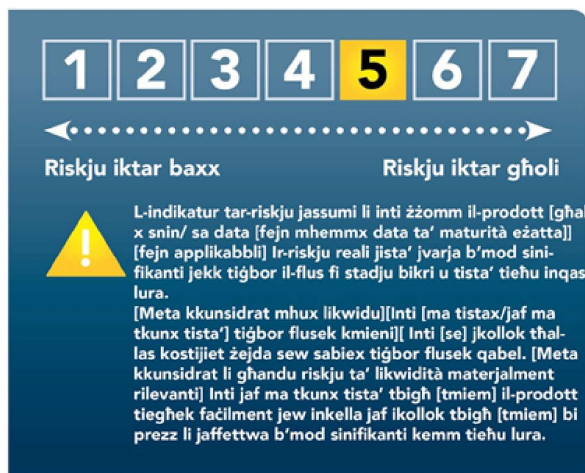 1 2 3 4 5 6 7
Riskju iktar baxx Riskju iktar għoli
L-indikatur tar-riskju jassumi li inti żżomm il-prodott [għal
x snin/ sa data [fejn mhemmx data ta’ maturità eżatta]]
[fejn applikabbli] Ir-riskju reali jista’ jvarja b’mod sini-
fikanti jekk tiġbor il-flus fi stadju bikri u tista’ tieħu inqas
lura.
[Meta kkunsidrat mhux likwidu][Inti [ma tistax/jaf ma
tkunx tista’] tiġbor flusek kmieni][ Inti [se] jkollok tħal-
las kostijiet żejda sew sabiex tiġbor flusek qabel. [Meta
kkunsidrat li għandu riskju ta’ likwidità materjalment
rilevanti] Inti jaf ma tkunx tista’ tbigħ [tmiem] il-prodott
tiegħek faċilment jew inkella jaf ikollok tbigħ [tmiem] bi
prezz li jaffettwa b’mod sinifikanti kemm tieħu lura.